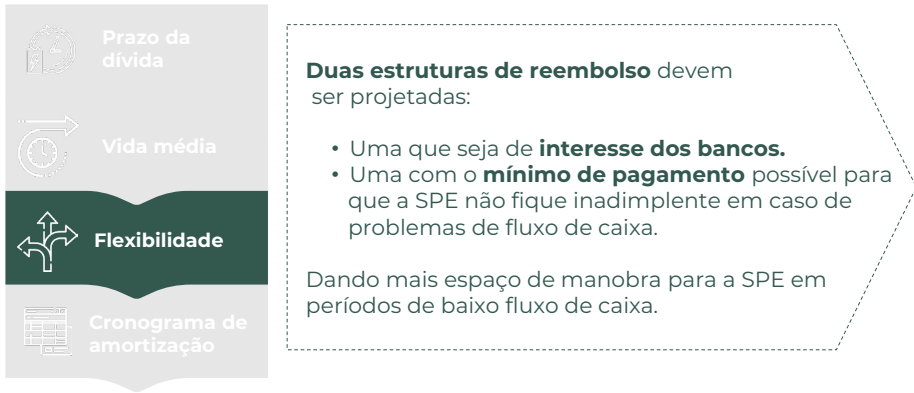 Prazo da
dívida
Vida média
Flexibilidade
Cronograma de
amortização
Duas estruturas de reembolso devem
ser projetadas:
• Uma que seja de interesse dos bancos.
• Uma com o mínimo de pagamento possível para
que a SPE não fique inadimplente em caso de
problemas de fluxo de caixa.
Dando mais espaço de manobra para a SPE em
períodos de baixo fluxo de caixa.